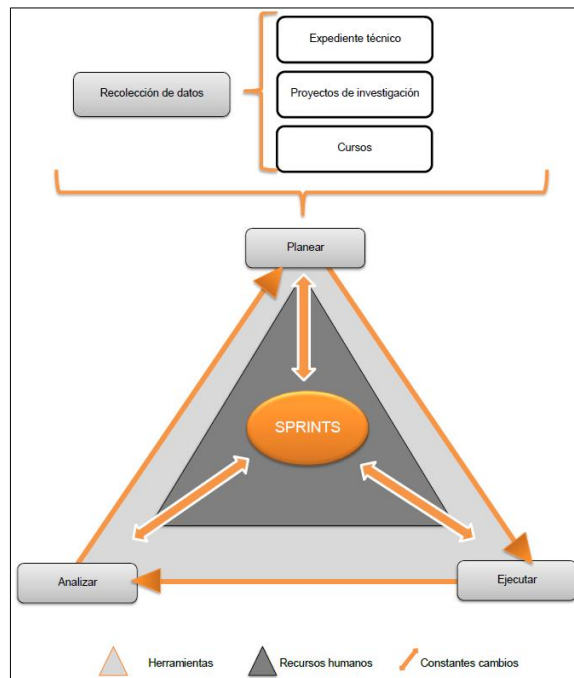 Expediente técnico
Recolección de datos
Proyectos de investigación
Cursos
Planear
SPRINTS
Analizar
Ejecutar
Herramientas
Recursos humanos
Constantes cambios